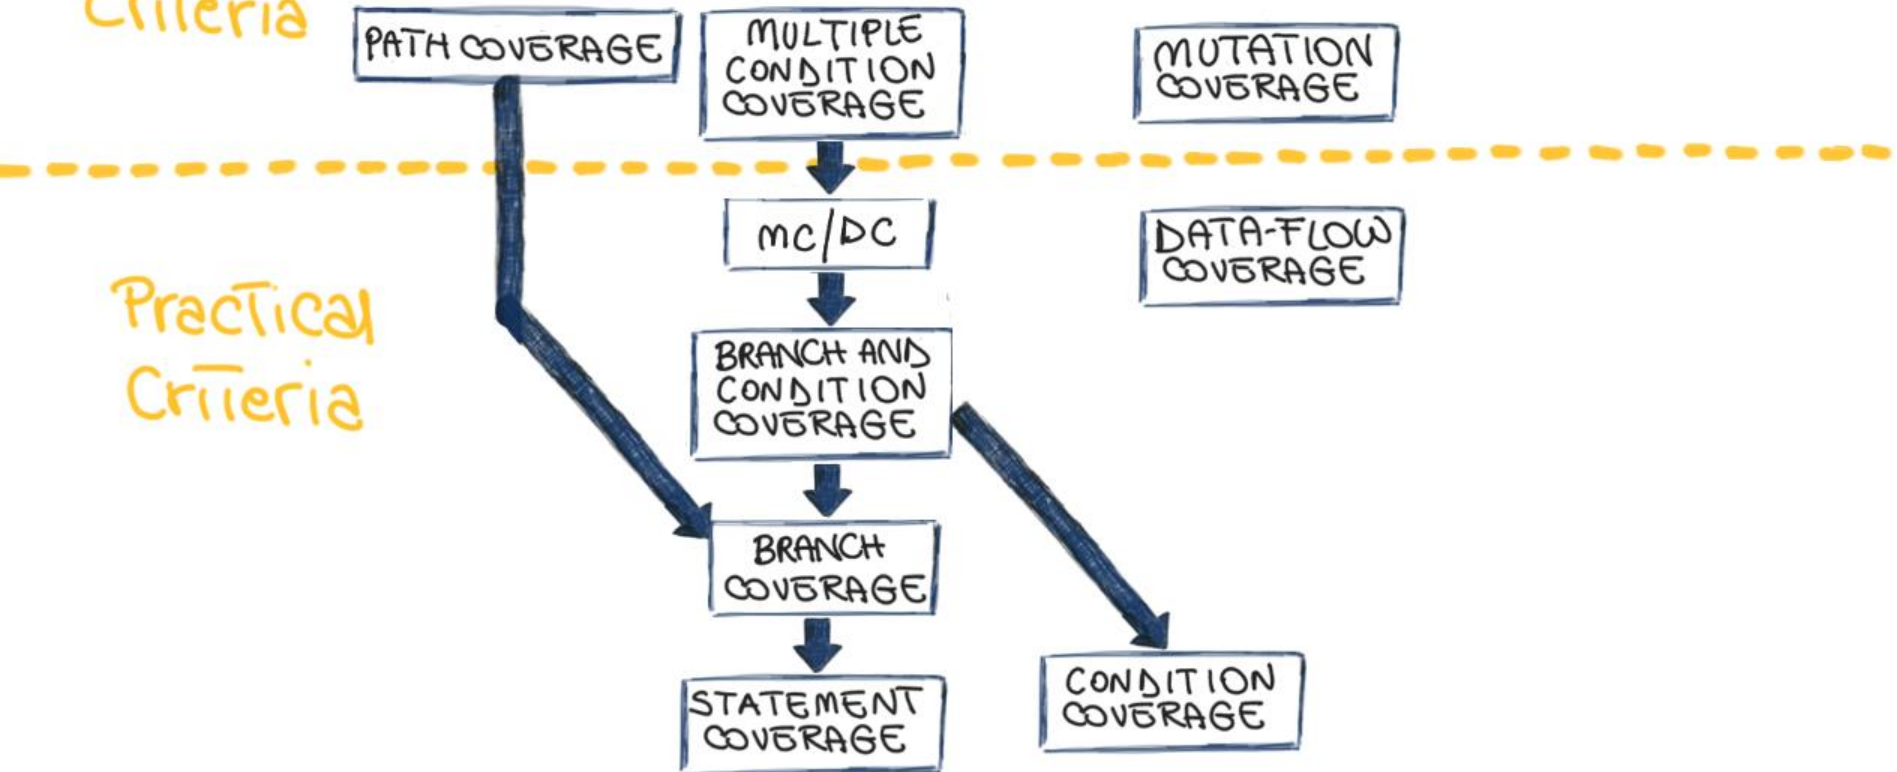 Criteria
PATH COVERAGE
MULTIPLE
CONDITION
COVERAGE
MUTATION
COVERAGE
MC/DC
DATA-FLOW
COVERAGE
Practical
Criteria
BRANCH AND
CONDITION
COVERAGE
BRANCH
COVERAGE
STATEMENT
COVERAGE
CONDITION
COVERAGE